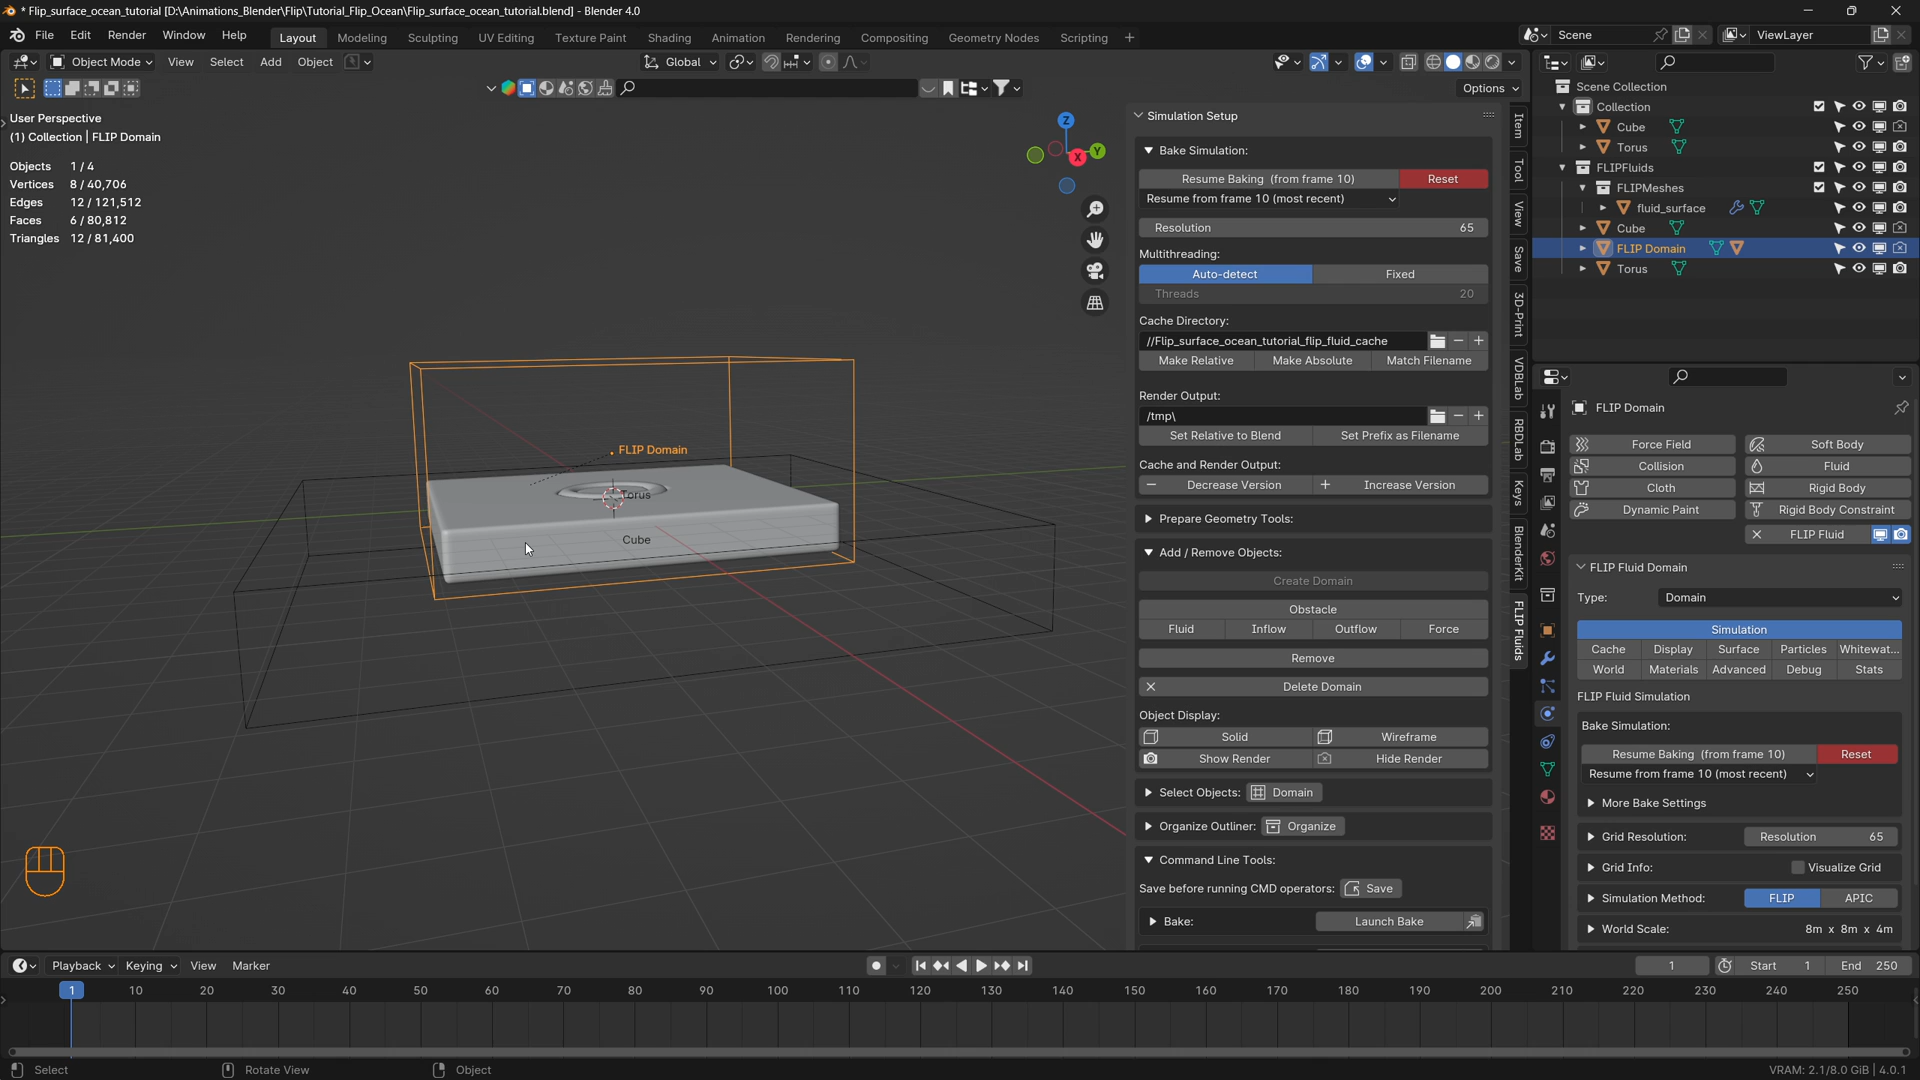 * Flip_surface_ocean_tutorial [D:\Animations_Blender\Flip\Tutorial_Flip_Ocean\Flip_surface_ocean_tutorial.blend] - Blender 4.0
File Edit Render Window Help
Layout Modeling Sculpting UV Editing Texture Paint Shading Animation Rendering Compositing Geometry Nodes Scripting +
Scene
ViewLayer
Object Mode View Select Add Object
Global
Options
User Perspective
(1) Collection | FLIP Domain
Objects 1 / 4
Vertices 8 / 40,706
Edges 12 / 121,512
Faces 6 / 80,812
Triangles 12 / 81,400
Z
Y
X
FLIP Domain
Torus
Cube
Simulation Setup
Bake Simulation:
Resume Baking (from frame 10) Reset
Resume from frame 10 (most recent)
Resolution 65
Multithreading:
Auto-detect Fixed
Threads 20
Cache Directory:
//Flip_surface_ocean_tutorial_flip_fluid_cache
Make Relative Make Absolute Match Filename
Render Output:
/tmp\
Set Relative to Blend Set Prefix as Filename
Cache and Render Output:
Decrease Version Increase Version
Prepare Geometry Tools:
Add / Remove Objects:
Create Domain
Obstacle
Fluid Inflow Outflow Force
Remove
Delete Domain
Object Display:
Solid Wireframe
Show Render Hide Render
Select Objects: Domain
Organize Outliner: Organize
Command Line Tools:
Save before running CMD operators: Save
Bake: Launch Bake
Item
Tool
View
Save
3D-Print
VDBLab
RBDLab
Keys
BlenderKit
FLIP Fluids
Scene Collection
Collection
Cube
Torus
FLIPFluids
FLIPMeshes
fluid_surface
Cube
FLIP Domain
Torus
FLIP Domain
Force Field Soft Body
Collision Fluid
Cloth Rigid Body
Dynamic Paint Rigid Body Constraint
FLIP Fluid
FLIP Fluid Domain
Type: Domain
Simulation
Cache Display Surface Particles Whitewat...
World Materials Advanced Debug Stats
FLIP Fluid Simulation
Bake Simulation:
Resume Baking (from frame 10) Reset
Resume from frame 10 (most recent)
More Bake Settings
Grid Resolution: Resolution 65
Grid Info: Visualize Grid
Simulation Method: FLIP APIC
World Scale: 8m x 8m x 4m
Playback Keying View Marker
1 Start 1 End 250
1 10 20 30 40 50 60 70 80 90 100 110 120 130 140 150 160 170 180 190 200 210 220 230 240 250
Select Rotate View Object
VRAM: 2.1/8.0 GiB | 4.0.1